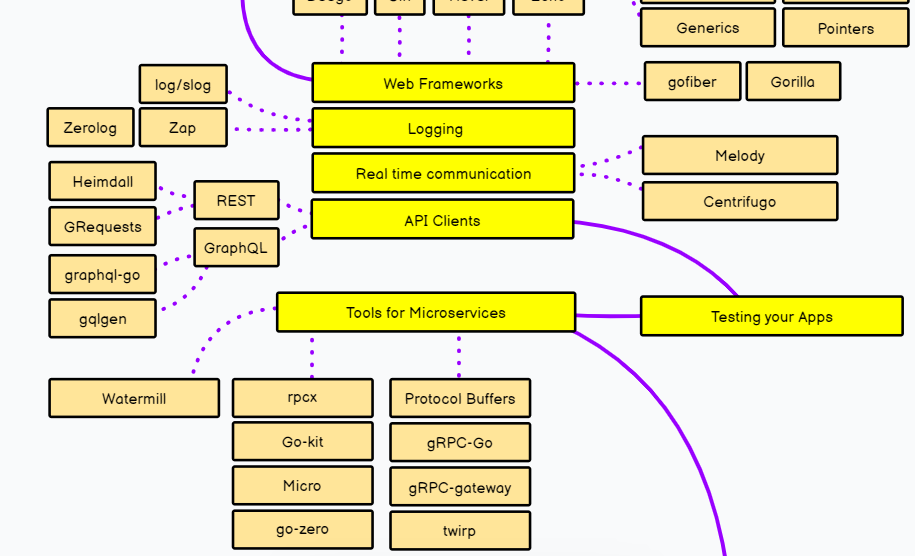 Generics
Pointers
Web Frameworks
gofiber
Gorilla
log/slog
Zerolog
Zap
Logging
Real time communication
Melody
Centrifugo
Heimdall
REST
GRequests
API Clients
GraphQL
graphql-go
gqlgen
Tools for Microservices
Testing your Apps
Watermill
rpcx
Protocol Buffers
Go-kit
gRPC-Go
Micro
gRPC-gateway
go-zero
twirp